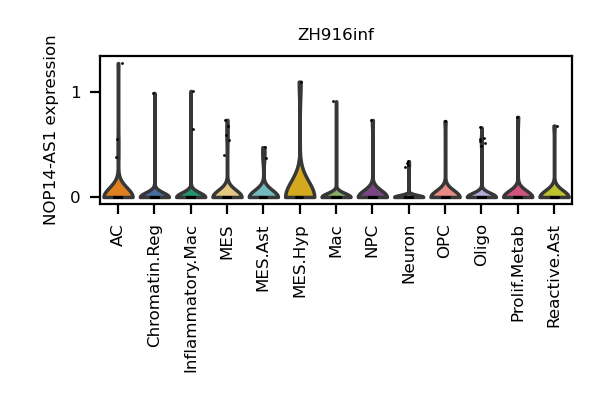 ZH916inf
NOP14-AS1 expression
1
0
AC
Chromatin.Reg
Inflammatory.Mac
MES
MES.Ast
MES.Hyp
Mac
NPC
Neuron
OPC
Oligo
Prolif.Metab
Reactive.Ast